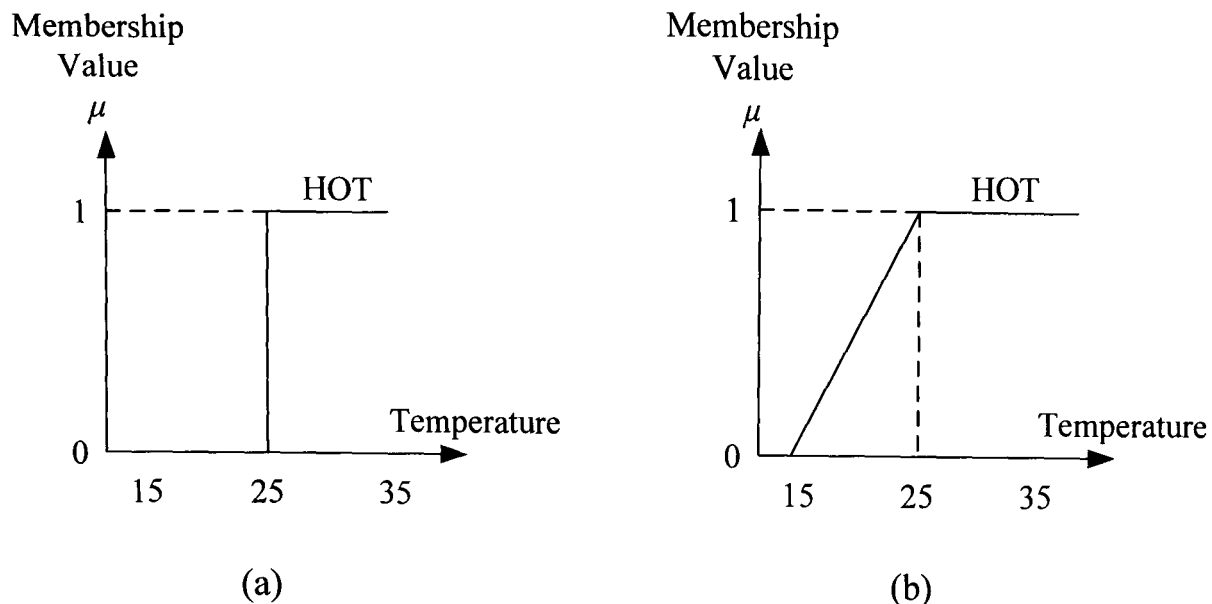 Membership
Value
μ
1
HOT
Temperature
0
15 25 35
(a)
Membership
Value
μ
1
HOT
Temperature
0
15 25 35
(b)